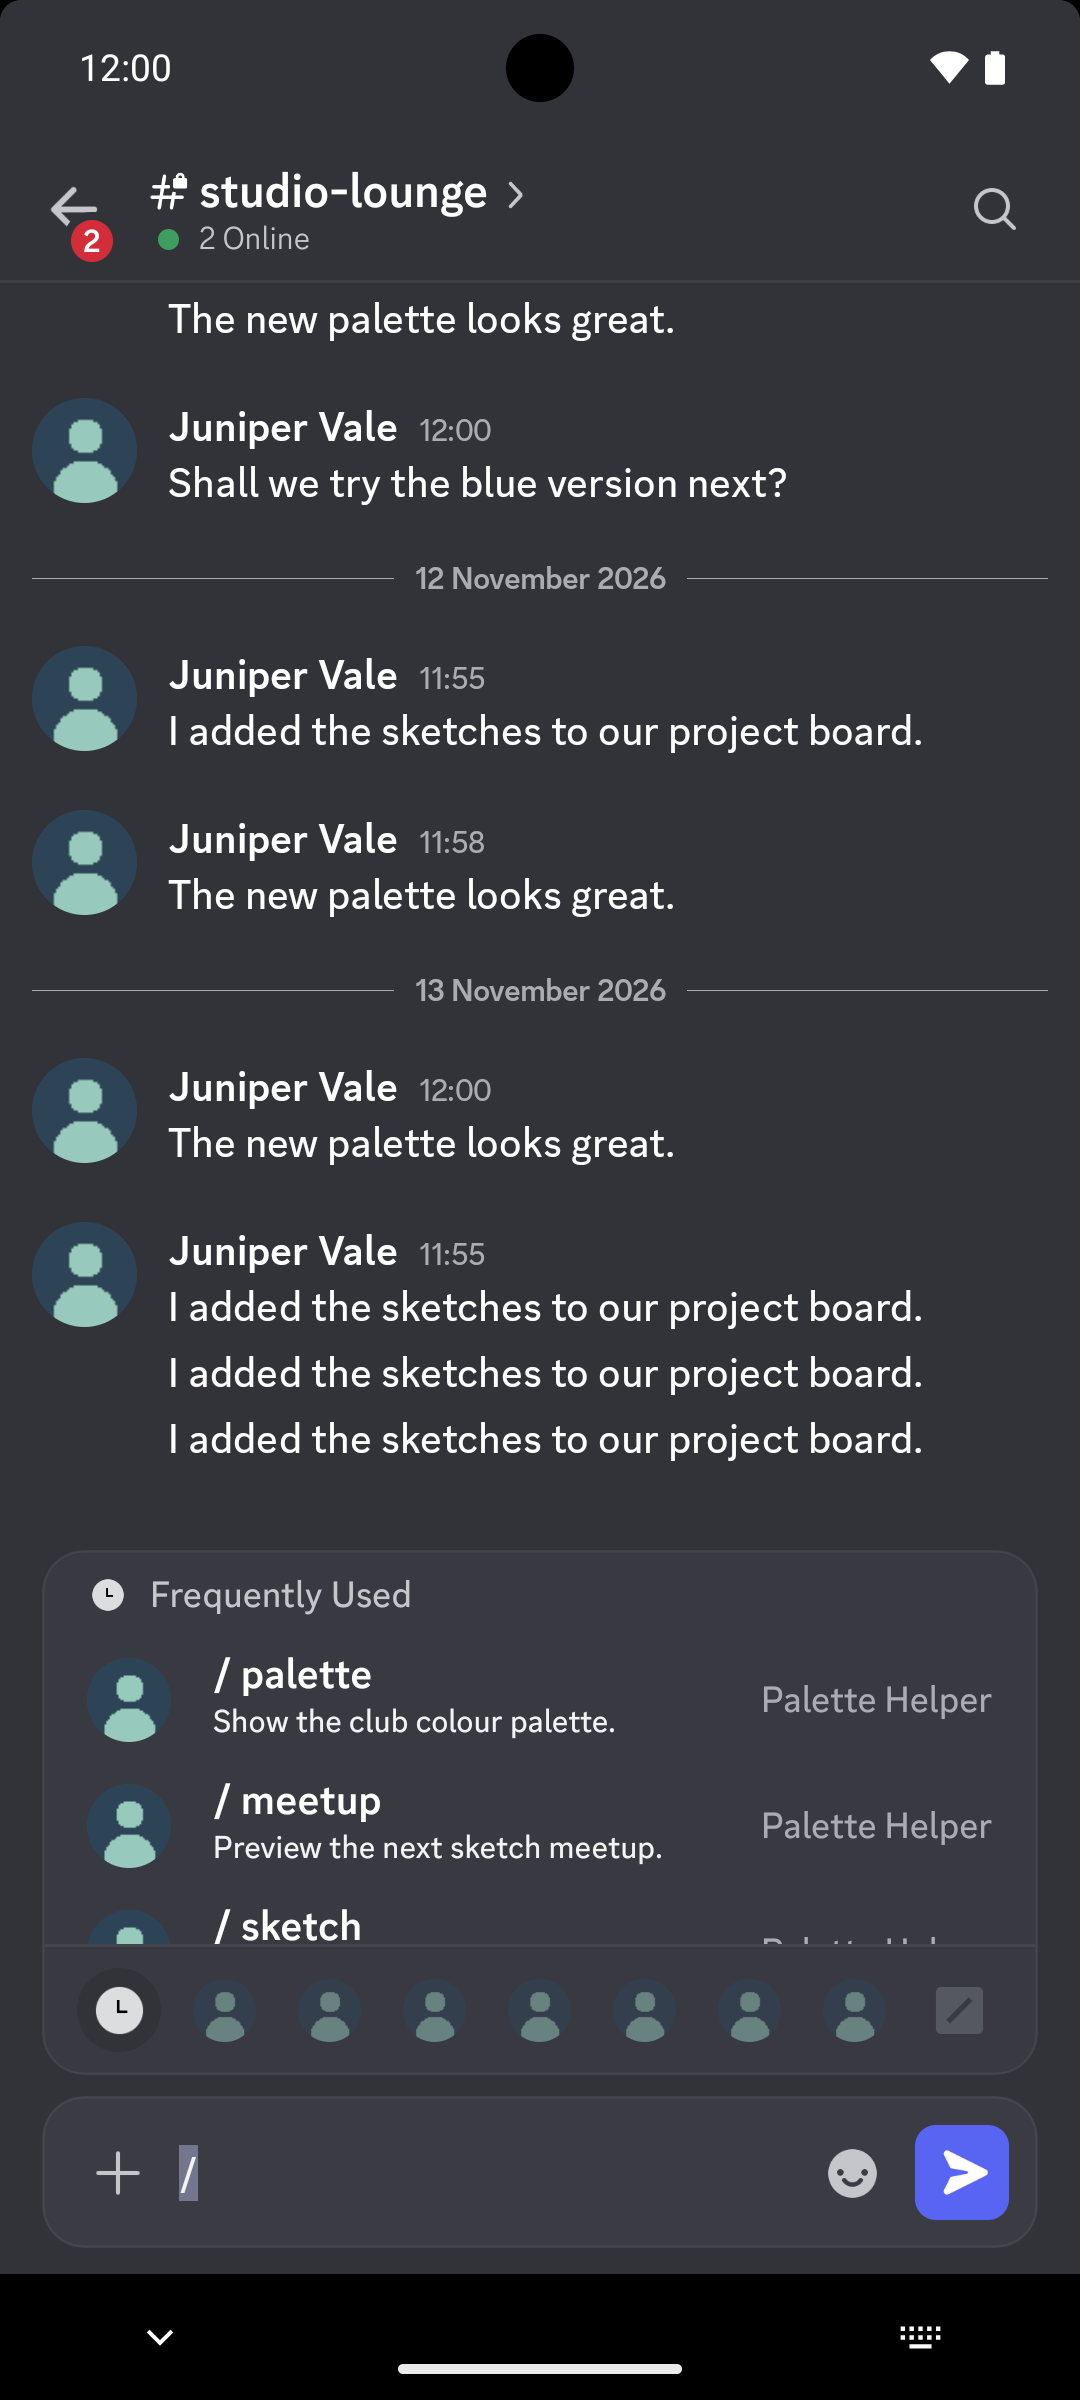 12:00
# studio-lounge
2
2 Online
The new palette looks great.
Juniper Vale 12:00
Shall we try the blue version next?
12 November 2026
Juniper Vale 11:55
I added the sketches to our project board.
Juniper Vale 11:58
The new palette looks great.
13 November 2026
Juniper Vale 12:00
The new palette looks great.
Juniper Vale 11:55
I added the sketches to our project board.
I added the sketches to our project board.
I added the sketches to our project board.
Frequently Used
/ palette
Show the club colour palette.
Palette Helper
/ meetup
Preview the next sketch meetup.
Palette Helper
/ sketch
/